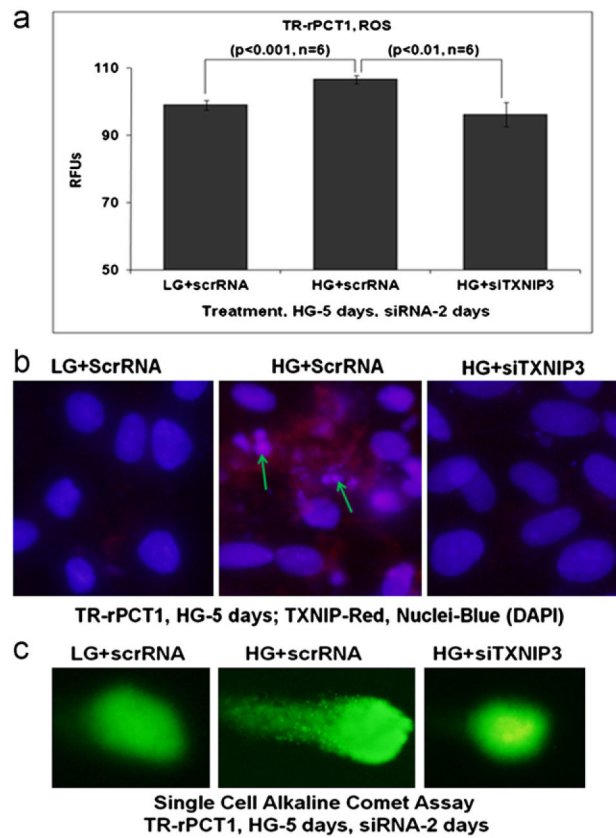 a
TR-rPCT1, ROS
(p<0.001, n=6) (p<0.01, n=6)
110
90
70
50
RFUs
LG+scrRNA HG+scrRNA HG+siTXNIP3
Treatment. HG-5 days. siRNA-2 days
b
LG+ScrRNA HG+ScrRNA HG+siTXNIP3
TR-rPCT1, HG-5 days; TXNIP-Red, Nuclei-Blue (DAPI)
c
LG+scrRNA HG+scrRNA HG+siTXNIP3
Single Cell Alkaline Comet Assay
TR-rPCT1, HG-5 days, siRNA-2 days